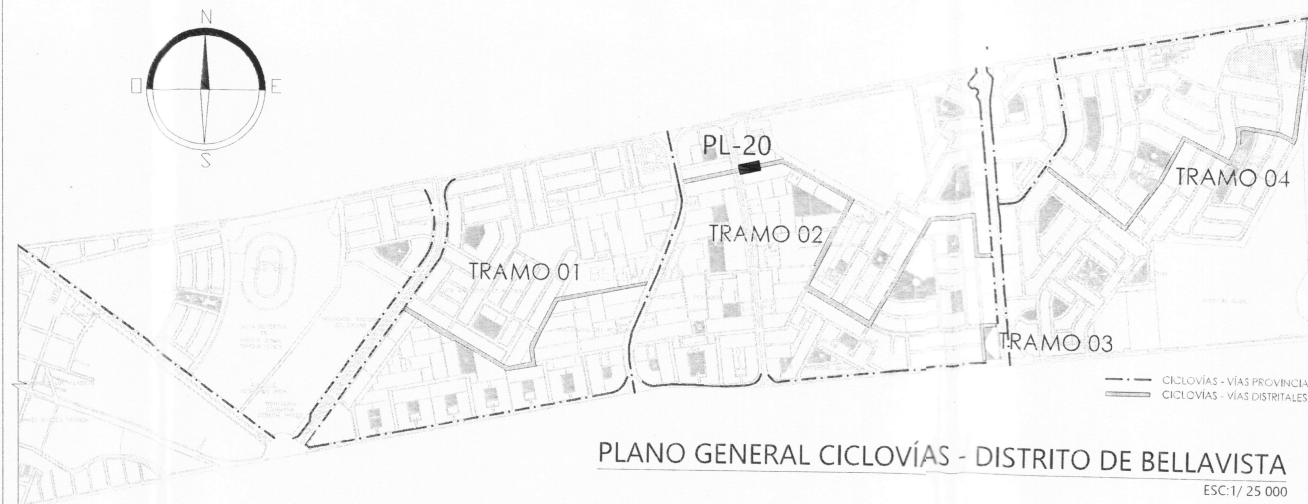 N
O
E
S
PL-20
TRAMO 04
TRAMO 02
TRAMO 01
TRAMO 03
CICLOVÍAS - VÍAS PROVINCIA
CICLOVÍAS - VÍAS DISTRITALES
PLANO GENERAL CICLOVÍAS - DISTRITO DE BELLAVISTA
ESC:1/ 25 000